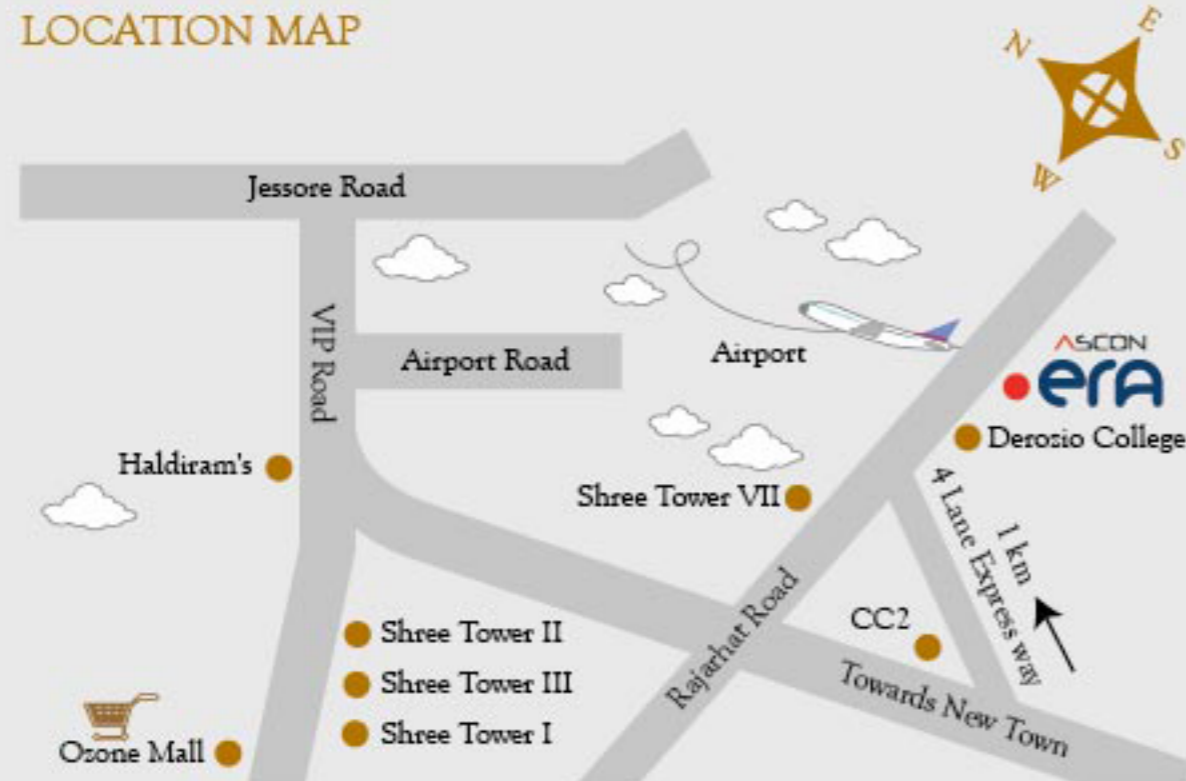 LOCATION MAP
E
N
S
W
Jessore Road
VIP Road
Airport Road
Airport
ASCON
era
Derozio College
Haldiram's
Shree Tower VII
4 Lane Express way
1 km
Rajarhat Road
CC2
Shree Tower II
Shree Tower III
Shree Tower I
Towards New Town
Ozone Mall